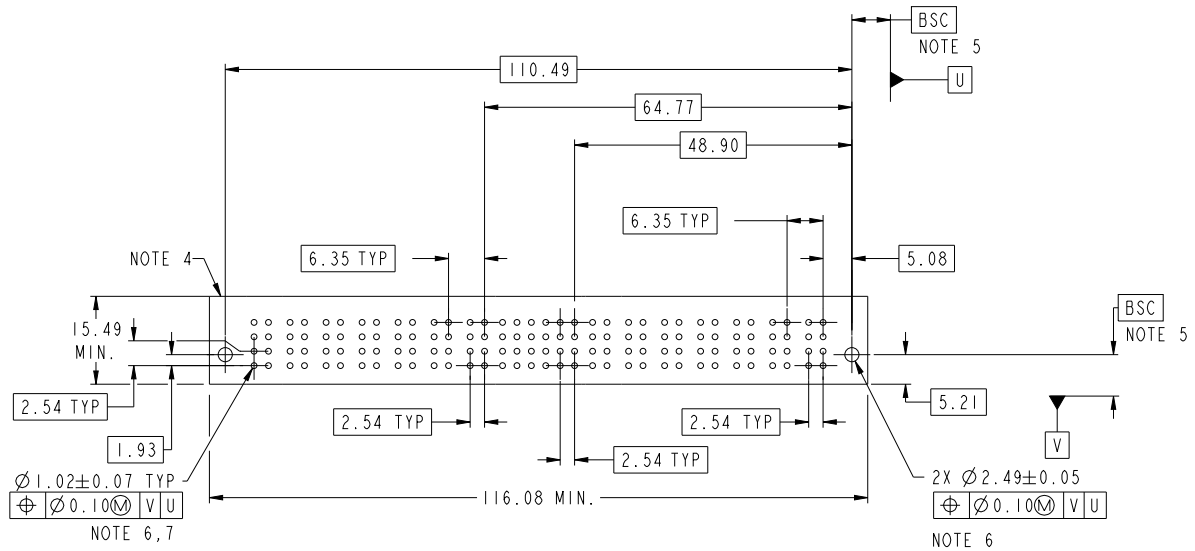 BSC
NOTE 5
110.49
U
64.77
48.90
6.35 TYP
NOTE 4
6.35 TYP
5.08
15.49
MIN.
BSC
NOTE 5
2.54 TYP
5.21
2.54 TYP
2.54 TYP
1.93
V
2.54 TYP
Ø1.02±0.07 TYP
⌖ Ø0.10Ⓜ V U
NOTE 6,7
116.08 MIN.
2X Ø2.49±0.05
⌖ Ø0.10Ⓜ V U
NOTE 6